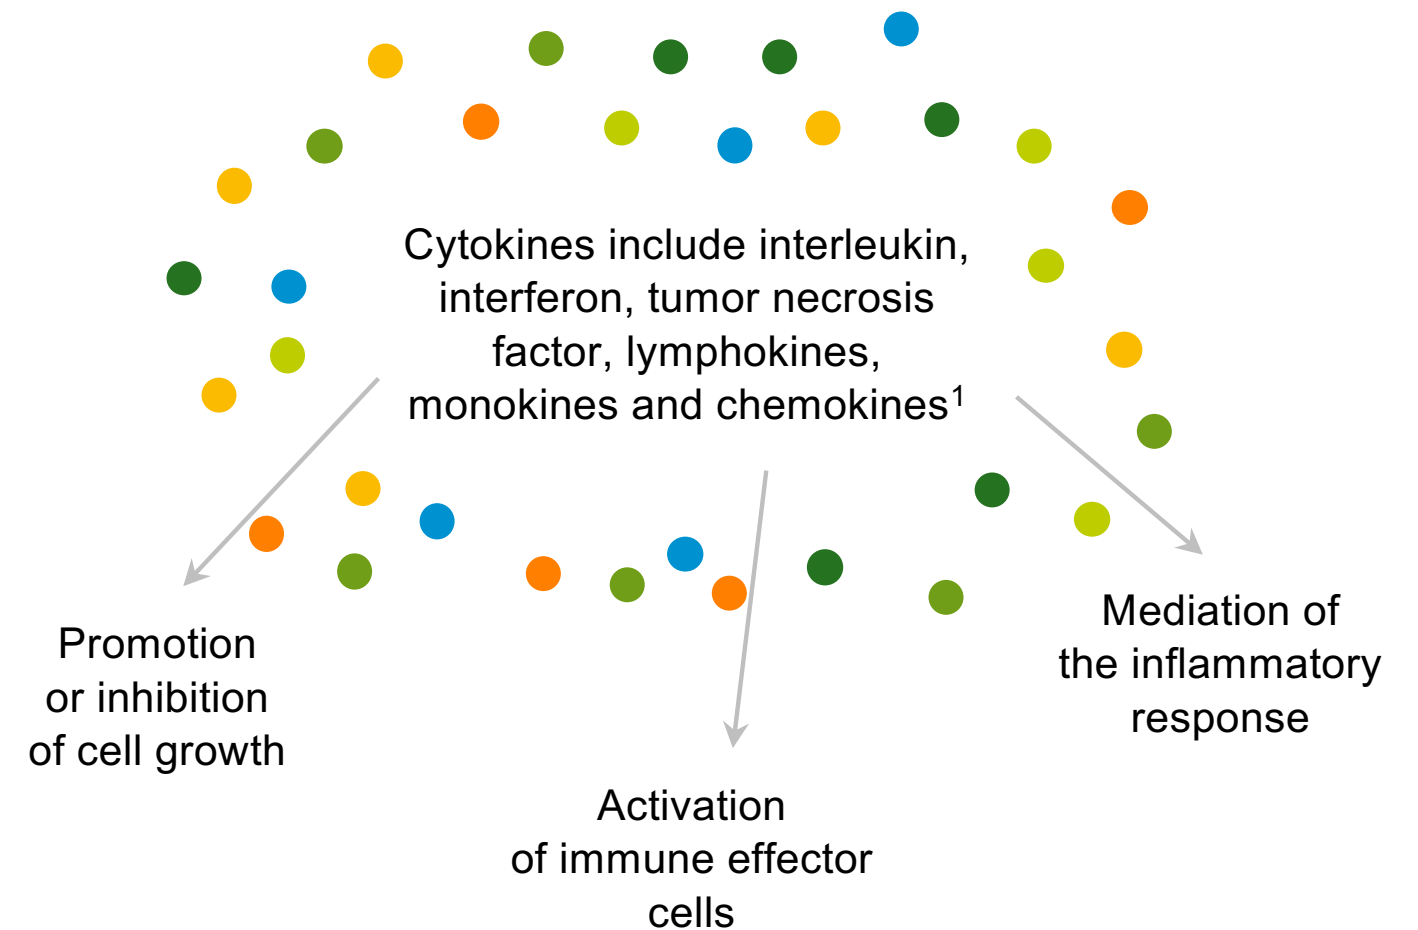 Cytokines include interleukin,
interferon, tumor necrosis
factor, lymphokines,
monokines and chemokines¹
Promotion
or inhibition
of cell growth
Activation
of immune effector
cells
Mediation of
the inflammatory
response